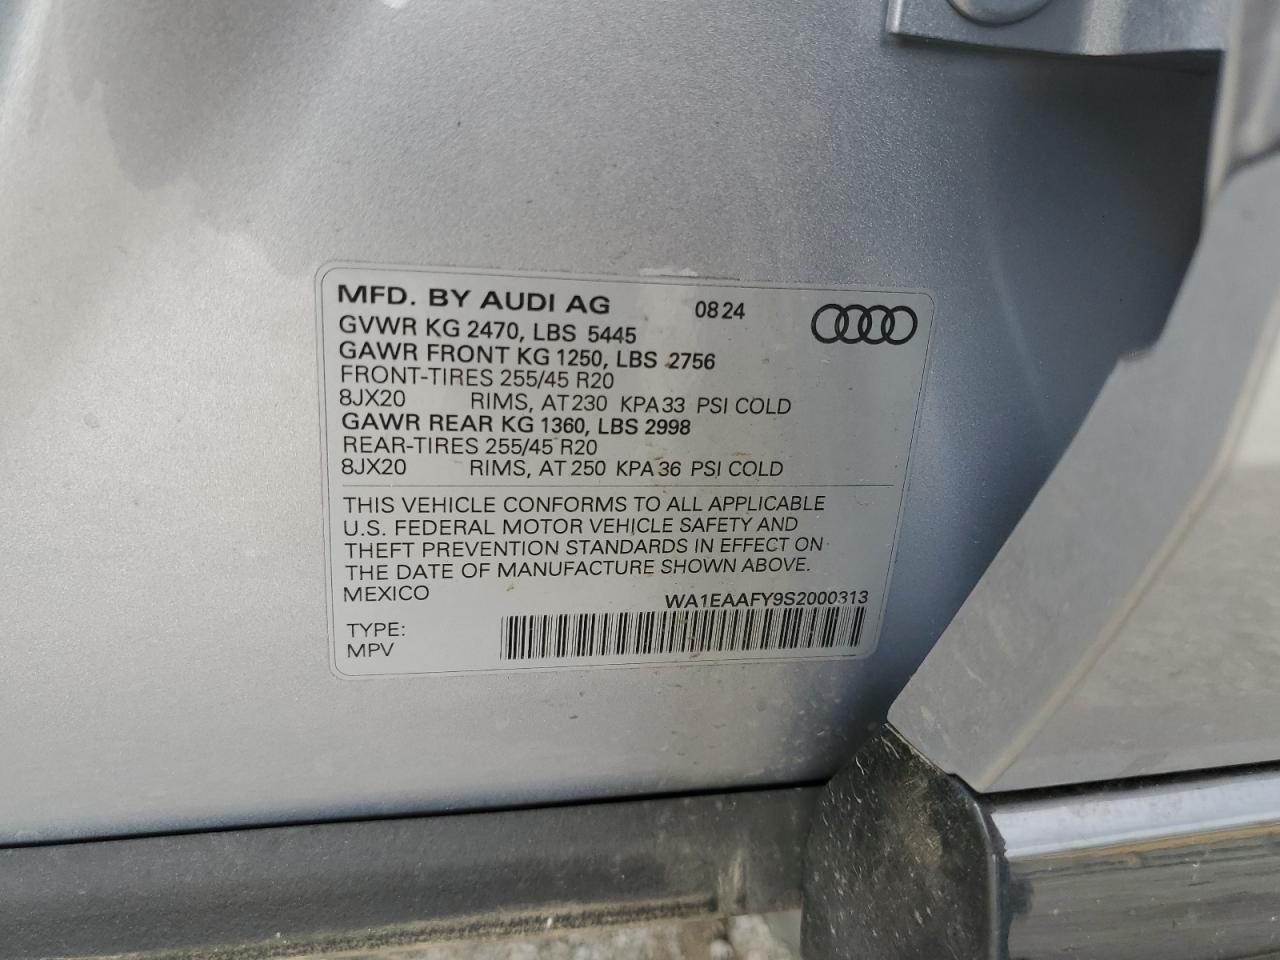 MFD. BY AUDI AG 0824
GVWR KG 2470, LBS 5445
GAWR FRONT KG 1250, LBS 2756
FRONT-TIRES 255/45 R20
8JX20 RIMS, AT 230 KPA 33 PSI COLD
GAWR REAR KG 1360, LBS 2998
REAR-TIRES 255/45 R20
8JX20 RIMS, AT 250 KPA 36 PSI COLD
THIS VEHICLE CONFORMS TO ALL APPLICABLE
U.S. FEDERAL MOTOR VEHICLE SAFETY AND
THEFT PREVENTION STANDARDS IN EFFECT ON
THE DATE OF MANUFACTURE SHOWN ABOVE.
MEXICO WA1EAAFY9S2000313
TYPE:
MPV